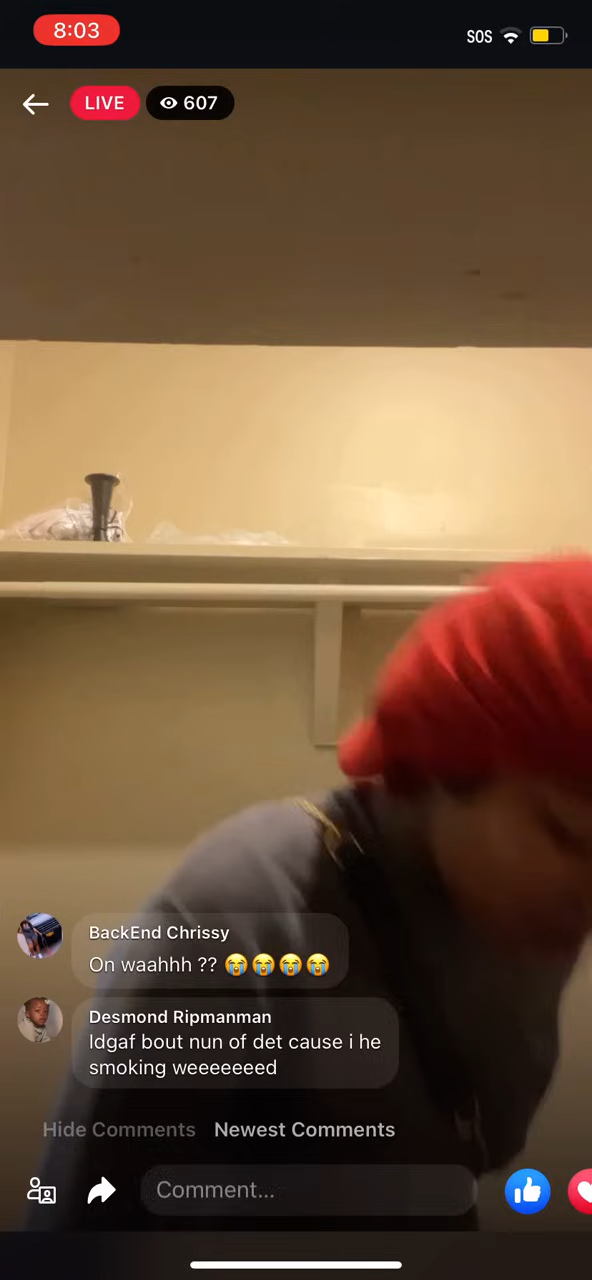 8:03
SOS
LIVE
607
BackEnd Chrissy
On waahhh ?? 😭😭😭😭
Desmond Ripmanman
Idgaf bout nun of det cause i he
smoking weeeeeeed
Hide Comments Newest Comments
Comment...